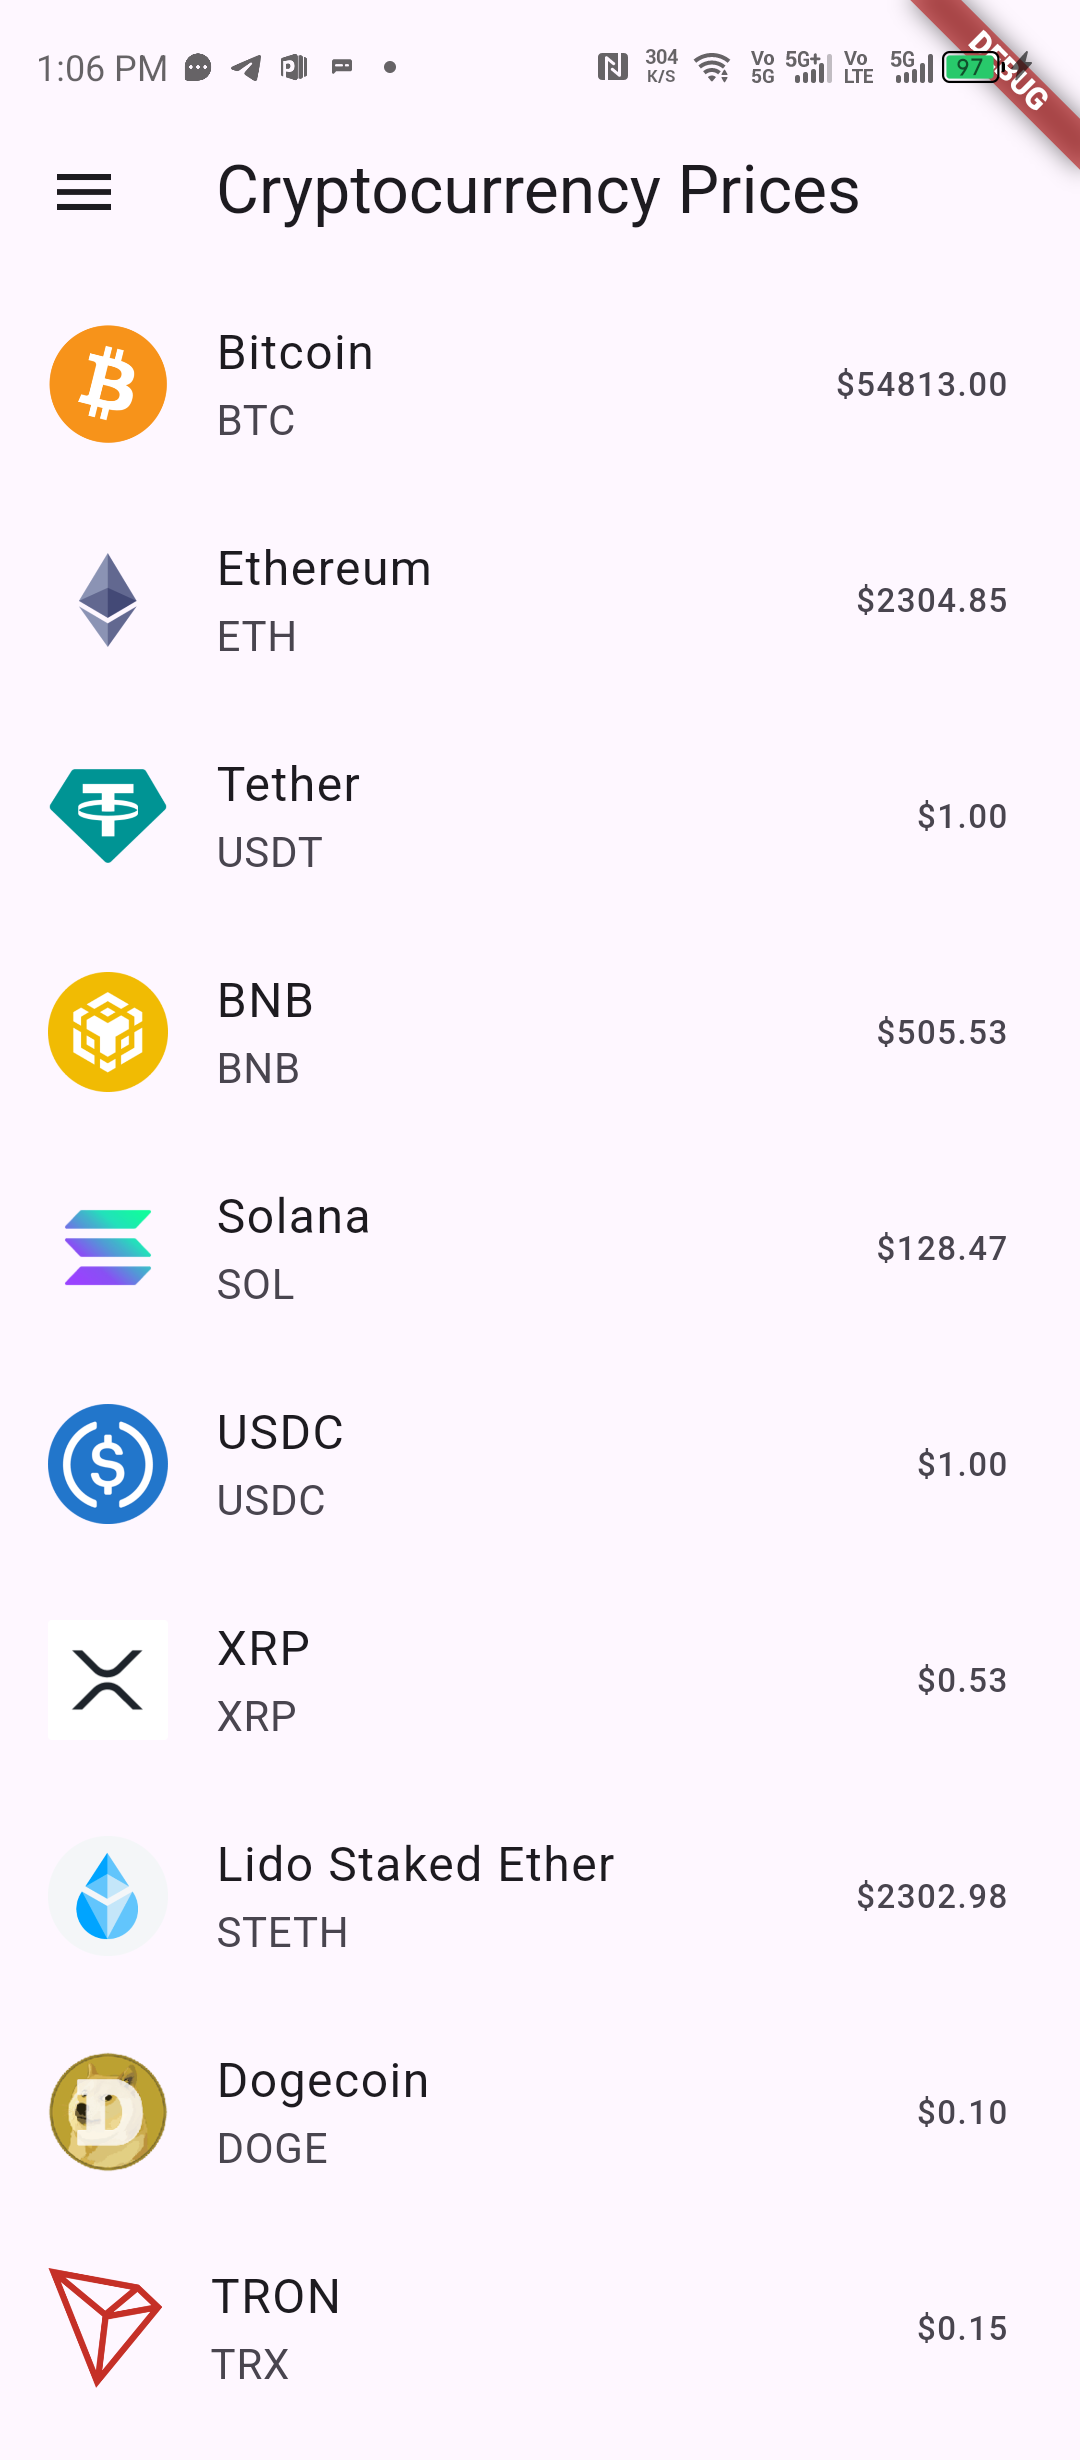 1:06 PM 304 K/S Vo 5G 5G+ Vo LTE 5G 97
DEBUG
Cryptocurrency Prices
Bitcoin
BTC
$54813.00
Ethereum
ETH
$2304.85
Tether
USDT
$1.00
BNB
BNB
$505.53
Solana
SOL
$128.47
USDC
USDC
$1.00
XRP
XRP
$0.53
Lido Staked Ether
STETH
$2302.98
Dogecoin
DOGE
$0.10
TRON
TRX
$0.15